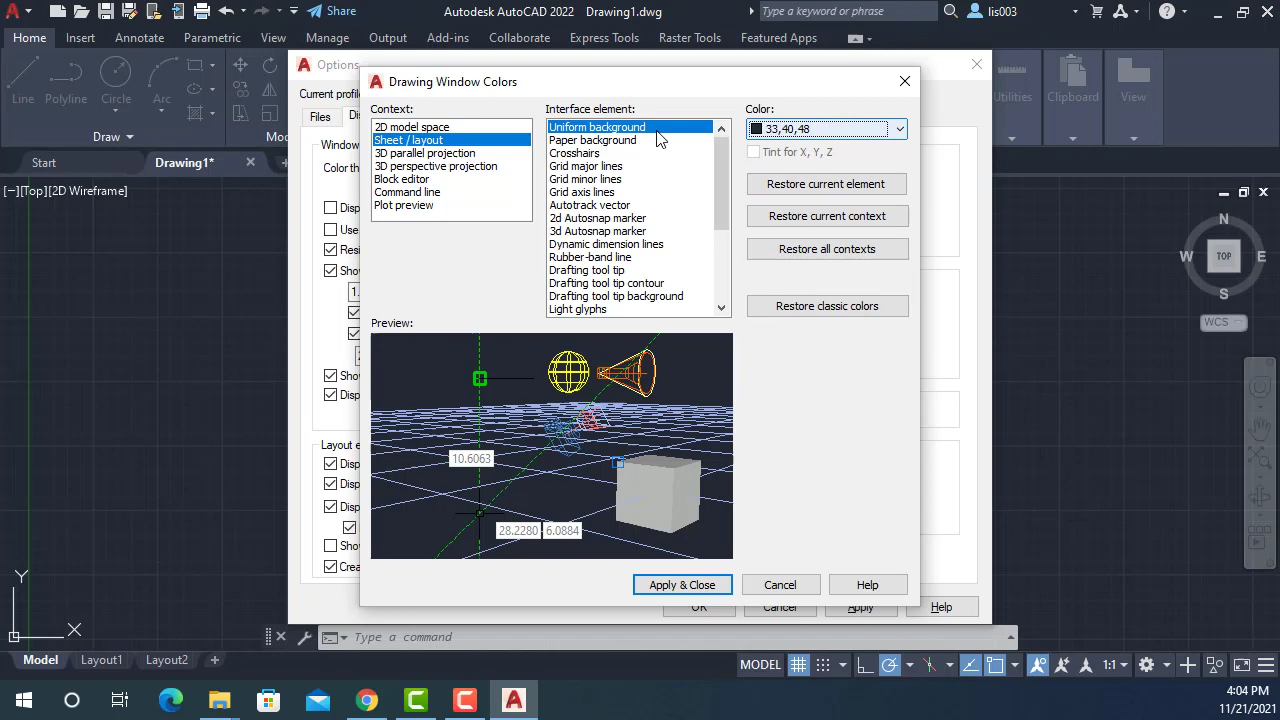 Share
Autodesk AutoCAD 2022 Drawing1.dwg
Type a keyword or phrase
lis003
Home Insert Annotate Parametric View Manage Output Add-ins Collaborate Express Tools Raster Tools Featured Apps
Line Polyline Circle Arc
Draw
Utilities Clipboard View
Start Drawing1*
[−][Top][2D Wireframe]
Options
Current profile
Files
Drawing Window Colors
Context:
2D model space
Sheet / layout
3D parallel projection
3D perspective projection
Block editor
Command line
Plot preview
Interface element:
Uniform background
Paper background
Crosshairs
Grid major lines
Grid minor lines
Grid axis lines
Autotrack vector
2d Autosnap marker
3d Autosnap marker
Dynamic dimension lines
Rubber-band line
Drafting tool tip
Drafting tool tip contour
Drafting tool tip background
Light glyphs
Color:
33,40,48
Tint for X, Y, Z
Restore current element
Restore current context
Restore all contexts
Restore classic colors
Preview:
10.6063
28.2280 6.0884
Apply & Close Cancel Help
OK Cancel Apply Help
N
W TOP E
S
WCS
Y
X
Type a command
Model Layout1 Layout2
MODEL 1:1
4:04 PM
11/21/2021